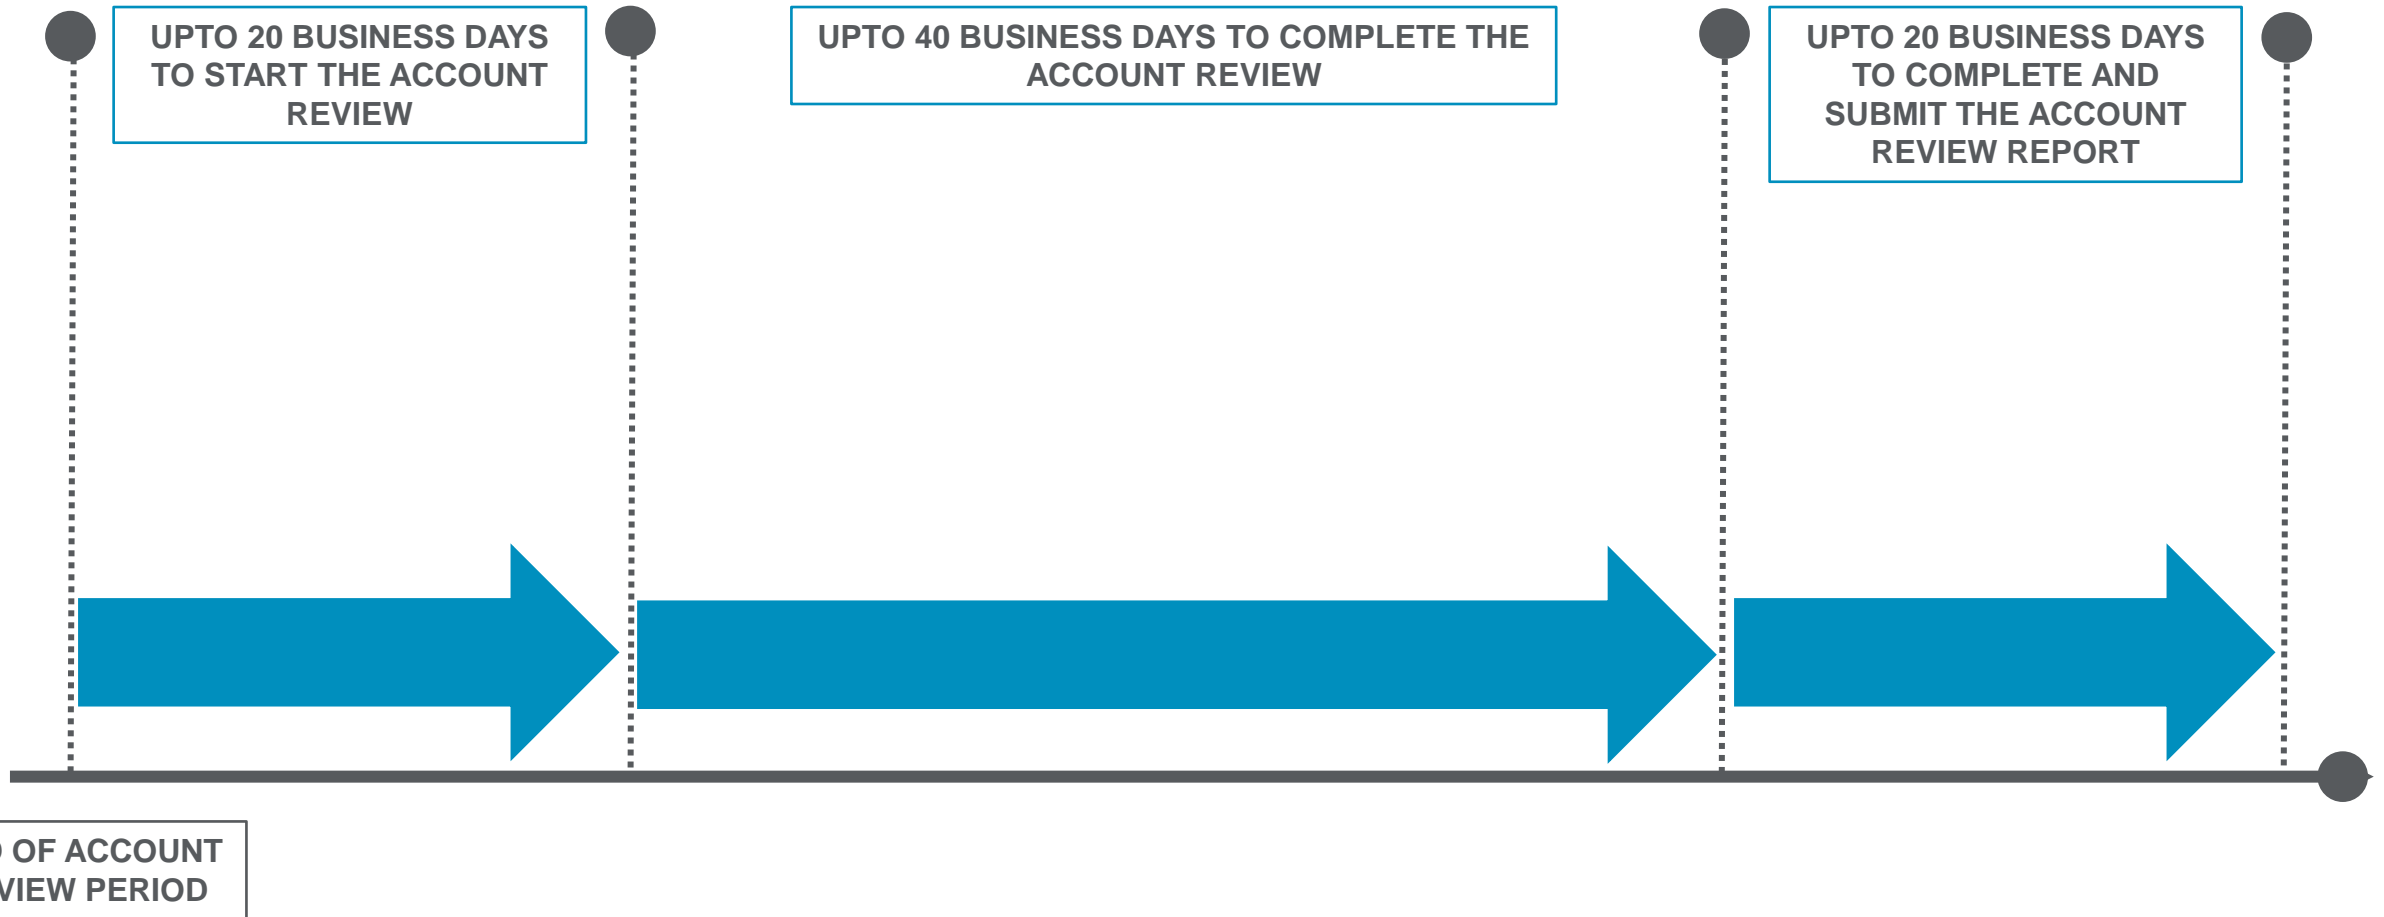 UPTO 20 BUSINESS DAYS
TO START THE ACCOUNT
REVIEW
UPTO 40 BUSINESS DAYS TO COMPLETE THE
ACCOUNT REVIEW
UPTO 20 BUSINESS DAYS
TO COMPLETE AND
SUBMIT THE ACCOUNT
REVIEW REPORT
OF ACCOUNT
PERIOD